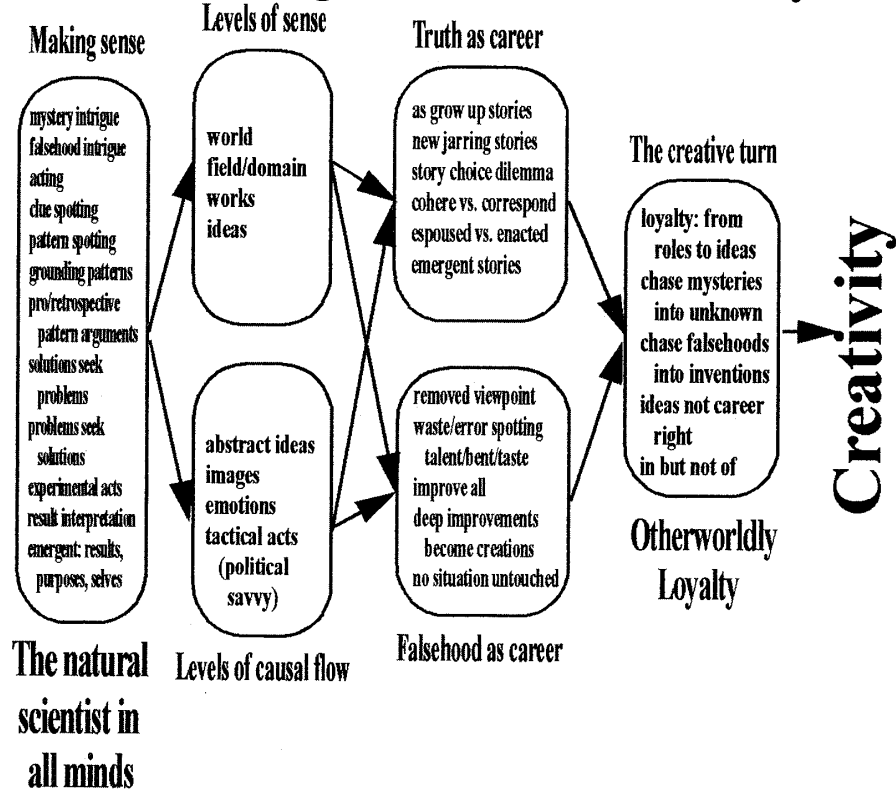 Making sense
mystery intrigue
falsehood intrigue
acting
clue spotting
pattern spotting
grounding patterns
pro/retrospective
pattern arguments
solutions seek
problems
problems seek
solutions
experimental acts
result interpretation
emergent: results,
purposes, selves
The natural
scientist in
all minds
Levels of sense
world
field/domain
works
ideas
abstract ideas
images
emotions
tactical acts
(political
savvy)
Levels of causal flow
Truth as career
as grow up stories
new jarring stories
story choice dilemma
cohere vs. correspond
espoused vs. enacted
emergent stories
removed viewpoint
waste/error spotting
talent/bent/taste
improve all
deep improvements
become creations
no situation untouched
Falsehood as career
The creative turn
loyalty: from
roles to ideas
chase mysteries
into unknown
chase falsehoods
into inventions
ideas not career
right
in but not of
Otherworldly
Loyalty
Creativity